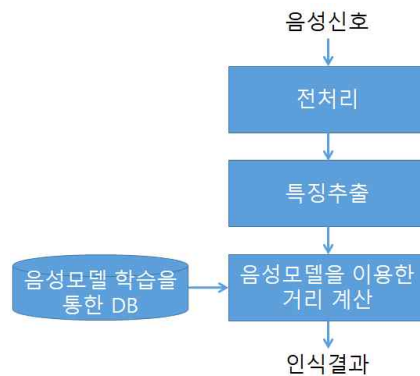 음성신호
전처리
특징추출
음성모델 학습을
통한 DB
음성모델을 이용한
거리 계산
인식결과